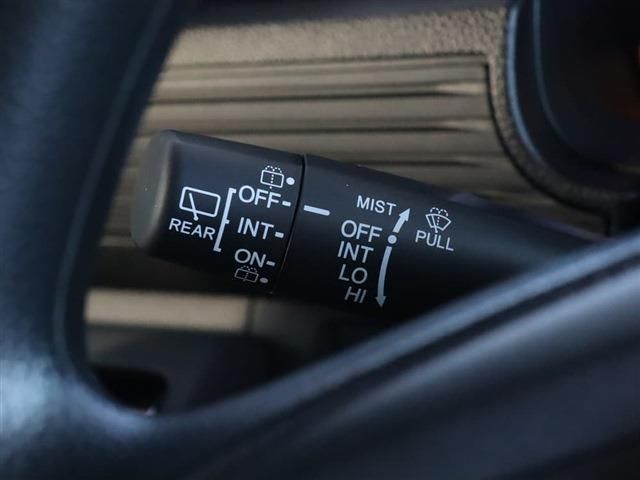 REAR
OFF
INT
ON
MIST
OFF
INT
LO
HI
PULL